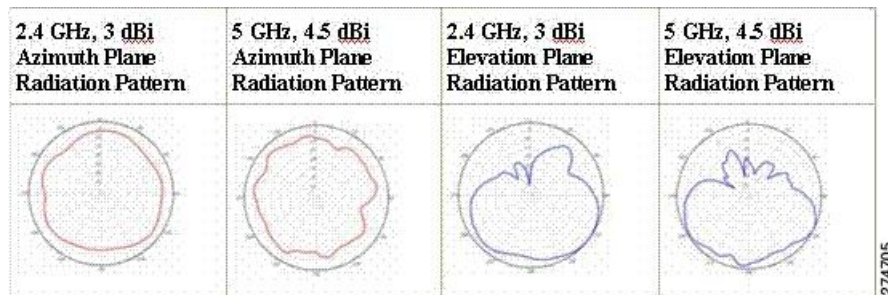 2.4 GHz, 3 dBi
Azimuth Plane
Radiation Pattern
5 GHz, 4.5 dBi
Azimuth Plane
Radiation Pattern
2.4 GHz, 3 dBi
Elevation Plane
Radiation Pattern
5 GHz, 4.5 dBi
Elevation Plane
Radiation Pattern
274705